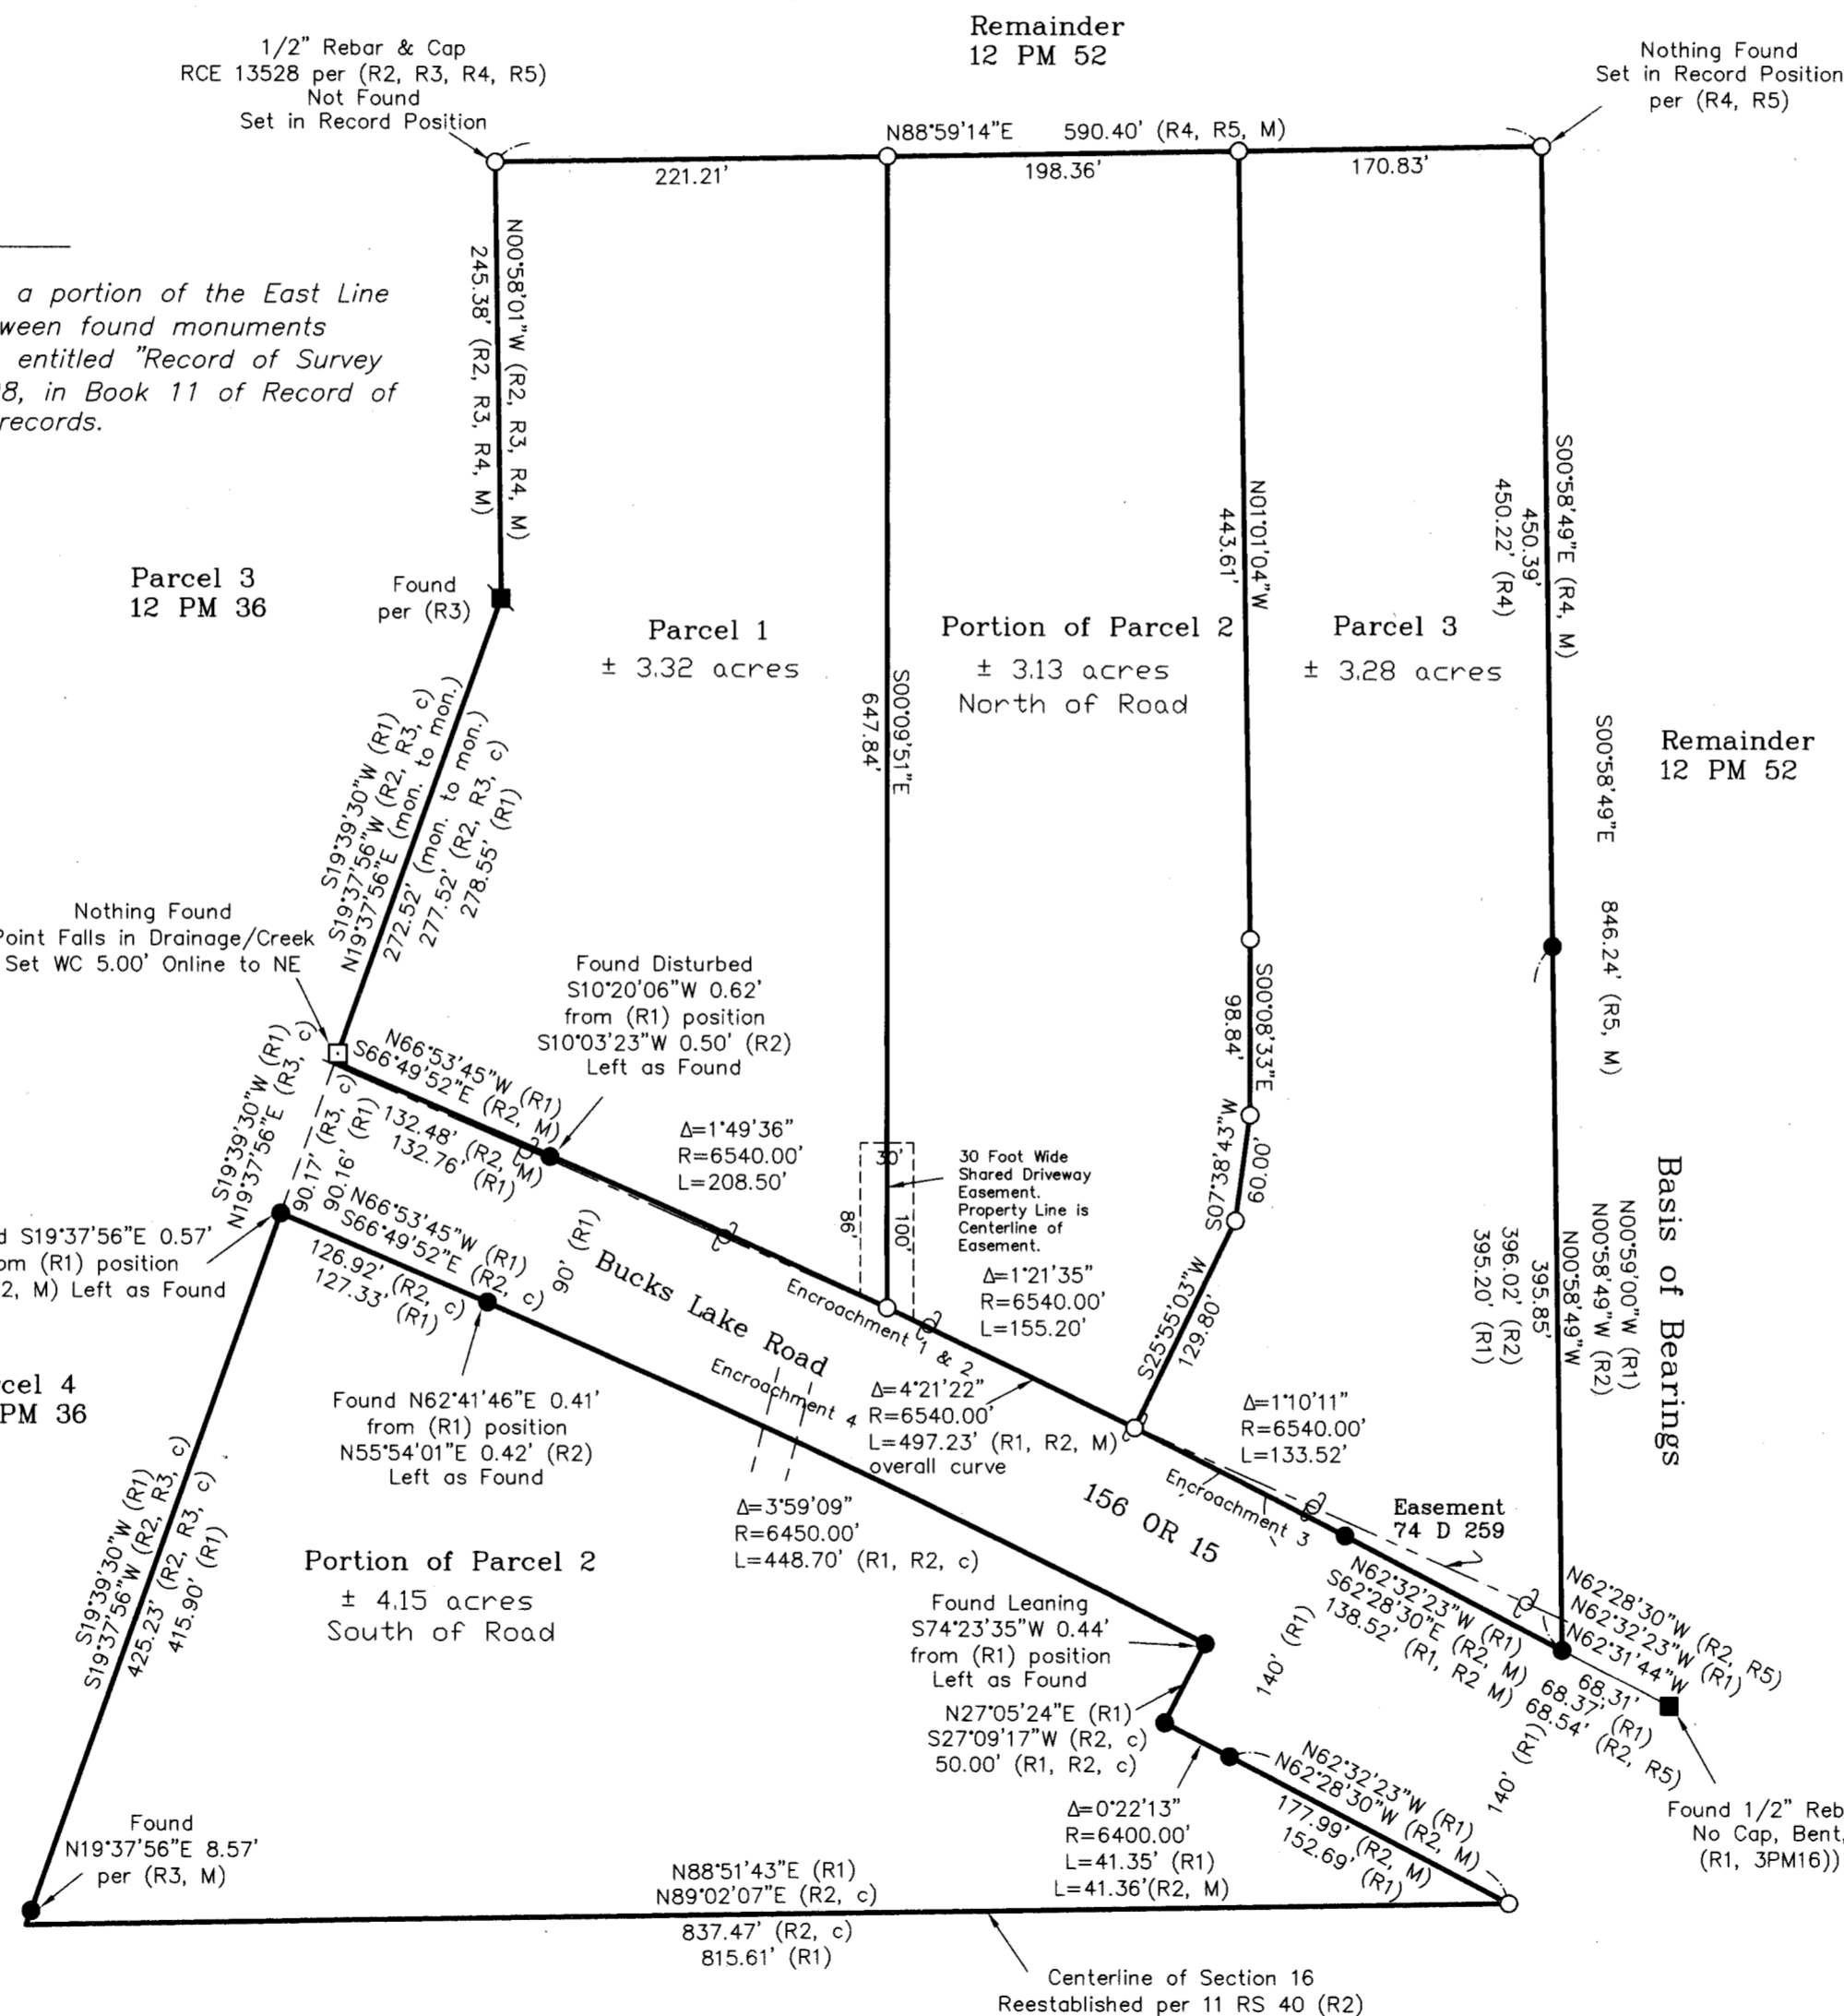 Remainder
12 PM 52
1/2" Rebar & Cap
RCE 13528 per (R2, R3, R4, R5)
Not Found
Set in Record Position
Nothing Found
Set in Record Position
per (R4, R5)
N88°59'14"E 590.40' (R4, R5, M)
221.21'
198.36'
170.83'
a portion of the East Line
ween found monuments
entitled "Record of Survey
8, in Book 11 of Record of
records.
N00°58'01"W (R2, R3, R4, M)
245.38' (R2, R3, R4, M)
Parcel 3
12 PM 36
Found
per (R3)
Parcel 1
± 3.32 acres
S00°09'51"E
647.84'
Portion of Parcel 2
± 3.13 acres
North of Road
N01°01'04"W
443.61'
Parcel 3
± 3.28 acres
S00°58'49"E (R4, M)
450.39'
450.22' (R4)
S00°58'49"E 846.24' (R5, M)
Remainder
12 PM 52
S19°39'30"W (R1)
S19°37'56"W (R2, R3, c)
N19°37'56"E (mon. to mon.)
272.52' (mon. to mon.)
277.52' (R2, R3, c)
278.55' (R1)
Nothing Found
Point Falls in Drainage/Creek
Set WC 5.00' Online to NE
Found Disturbed
S10°20'06"W 0.62'
from (R1) position
S10°03'23"W 0.50' (R2)
Left as Found
S00°08'33"E
98.84'
S07°38'43"W
60.00'
S25°55'03"W
129.80'
N66°53'45"W (R1)
S66°49'52"E (R2, M)
132.48' (R2, M)
132.76' (R1)
Δ=1°49'36"
R=6540.00'
L=208.50'
30'
86'
100'
30 Foot Wide
Shared Driveway
Easement.
Property Line is
Centerline of
Easement.
S19°39'30"W (R1)
N19°37'56"E (R3, c)
90.17' (R3, c)
90.16' (R1)
d S19°37'56"E 0.57'
om (R1) position
2, M) Left as Found
N66°53'45"W (R1)
S66°49'52"E (R2, c)
126.92' (R2, c)
127.33' (R1)
90' (R1)
Bucks Lake Road
Encroachment 1 & 2
Encroachment 4
Δ=1°21'35"
R=6540.00'
L=155.20'
Δ=4°21'22"
R=6540.00'
L=497.23' (R1, R2, M)
overall curve
Δ=1°10'11"
R=6540.00'
L=133.52'
Basis of Bearings
N00°59'00"W (R1)
N00°58'49"W (R2)
N00°58'49"W
395.85'
396.02' (R2)
395.20' (R1)
cel 4
PM 36
Found N62°41'46"E 0.41'
from (R1) position
N55°54'01"E 0.42' (R2)
Left as Found
Δ=3°59'09"
R=6450.00'
L=448.70' (R1, R2, c)
156 OR 15
Encroachment 3
Easement
74 D 259
S19°39'30"W (R1)
S19°37'56"W (R2, R3, c)
425.23' (R2, R3, c)
415.90' (R1)
Portion of Parcel 2
± 4.15 acres
South of Road
N62°32'23"W (R1)
S62°28'30"E (R2, M)
138.52' (R1, R2 M)
N62°28'30"W (R2, R5)
N62°32'23"W (R1)
N62°31'44"W
68.31'
68.37' (R1)
68.54' (R2, R5)
140' (R1)
140' (R1)
Found Leaning
S74°23'35"W 0.44'
from (R1) position
Left as Found
N27°05'24"E (R1)
S27°09'17"W (R2, c)
50.00' (R1, R2, c)
N62°32'23"W (R1)
N62°28'30"W (R2, M)
177.99' (R2, M)
152.69' (R1)
Δ=0°22'13"
R=6400.00'
L=41.35' (R1)
L=41.36'(R2, M)
Found 1/2" Reb
No Cap, Bent,
(R1, 3PM16))
Found
N19°37'56"E 8.57'
per (R3, M)
N88°51'43"E (R1)
N89°02'07"E (R2, c)
837.47' (R2, c)
815.61' (R1)
Centerline of Section 16
Reestablished per 11 RS 40 (R2)